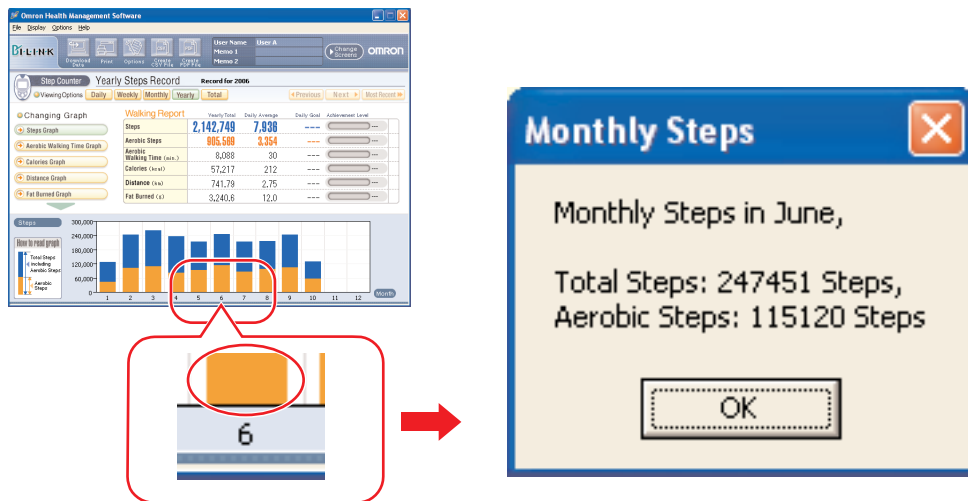 Omron Health Management Software
File Display Options Help
BI-LINK
Download Data
Print
Options
Create CSV File
Create PDF File
User Name User A
Memo 1
Memo 2
Change Screens
OMRON
Step Counter Yearly Steps Record Record for 2006
Viewing Options Daily Weekly Monthly Yearly Total Previous Next Most Recent
Changing Graph
Steps Graph
Aerobic Walking Time Graph
Calories Graph
Distance Graph
Fat Burned Graph
Walking Report Yearly Total Daily Average Daily Goal Achievement Level
Steps 2,142,749 7,936 --- ---
Aerobic Steps 905,589 3,354 --- ---
Aerobic Walking Time (min.) 8,088 30 --- ---
Calories (kcal) 57,217 212 --- ---
Distance (km) 741.79 2.75 --- ---
Fat Burned (g) 3,240.6 12.0 --- ---
Steps
How to read graph
Total Steps including Aerobic Steps
Aerobic Steps
300,000
240,000
180,000
120,000
60,000
0
1 2 3 4 5 6 7 8 9 10 11 12 Month
6
Monthly Steps
Monthly Steps in June,
Total Steps: 247451 Steps,
Aerobic Steps: 115120 Steps
OK